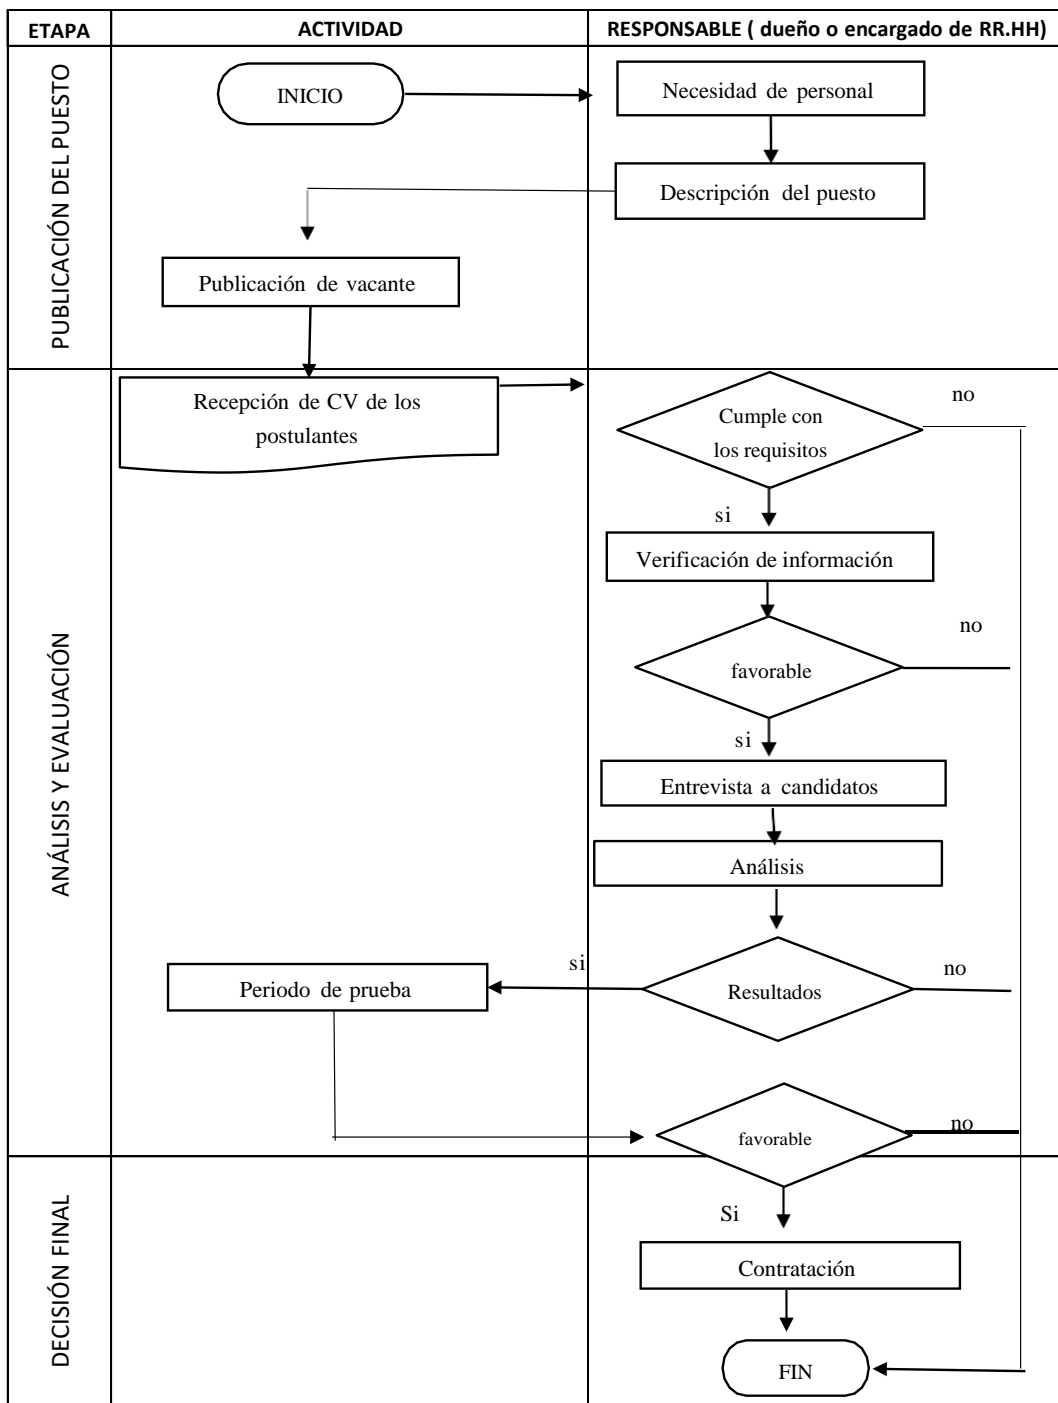 ETAPA
ACTIVIDAD
RESPONSABLE ( dueño o encargado de RR.HH)
PUBLICACIÓN DEL PUESTO
INICIO
Necesidad de personal
Descripción del puesto
Publicación de vacante
ANÁLISIS Y EVALUACIÓN
Recepción de CV de los
postulantes
Cumple con
los requisitos
no
si
Verificación de información
favorable
no
si
Entrevista a candidatos
Análisis
Resultados
si
no
Periodo de prueba
favorable
no
DECISIÓN FINAL
Si
Contratación
FIN